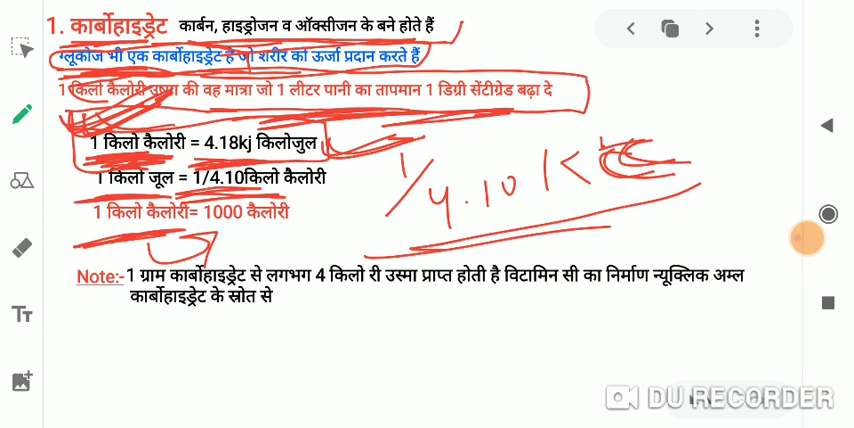 1. कार्बोहाइड्रेट कार्बन, हाइड्रोजन व ऑक्सीजन के बने होते हैं
ग्लूकोज भी एक कार्बोहाइड्रेट है जो शरीर को ऊर्जा प्रदान करते हैं
1 किलो कैलोरी उष्मा की वह मात्रा जो 1 लीटर पानी का तापमान 1 डिग्री सेंटीग्रेड बढ़ा दे
1 किलो कैलोरी = 4.18kj किलोजुल
1 किलो जूल = 1/4.10किलो कैलोरी
1/4.10 K
1 किलो कैलोरी= 1000 कैलोरी
Note:- 1 ग्राम कार्बोहाइड्रेट से लगभग 4 किलो री उस्मा प्राप्त होती है विटामिन सी का निर्माण न्यूक्लिक अम्ल
कार्बोहाइड्रेट के स्रोत से
Tт
DU RECORDER